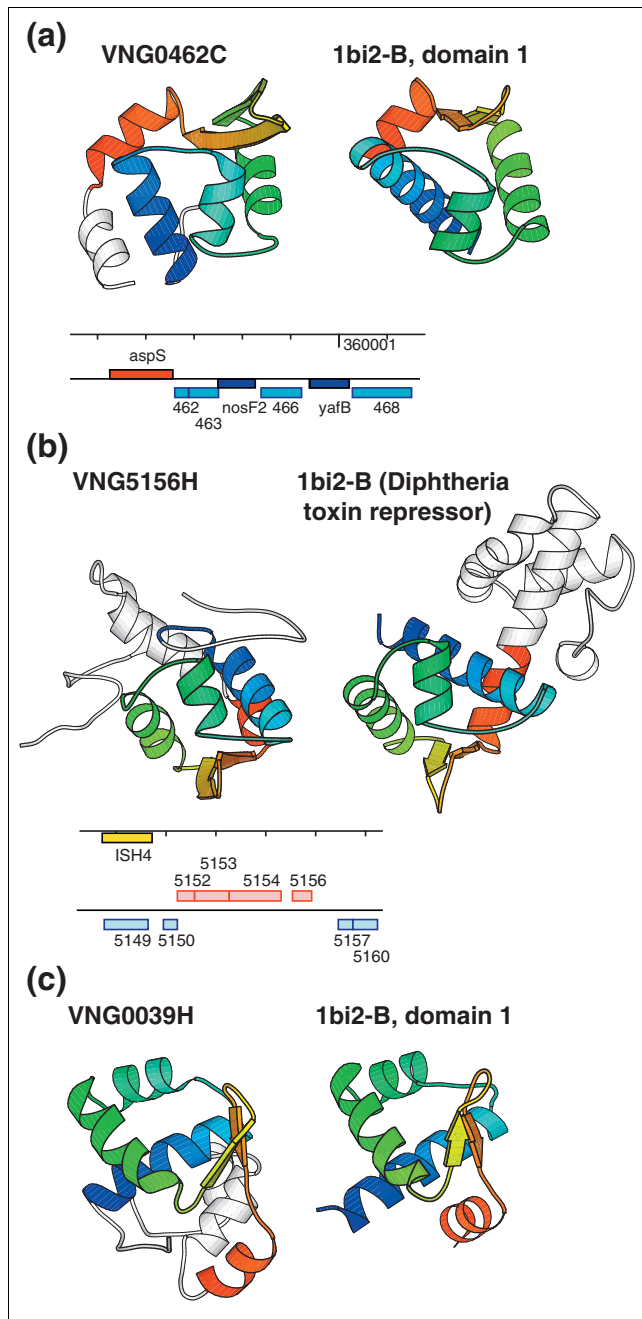 (a)
VNG0462C 1bi2-B, domain 1
360001
aspS
462 nosF2 466 yafB 468
463
(b)
VNG5156H 1bi2-B (Diphtheria
toxin repressor)
ISH4
5153
5152 5154 5156
5149 5150 5157
5160
(c)
VNG0039H 1bi2-B, domain 1